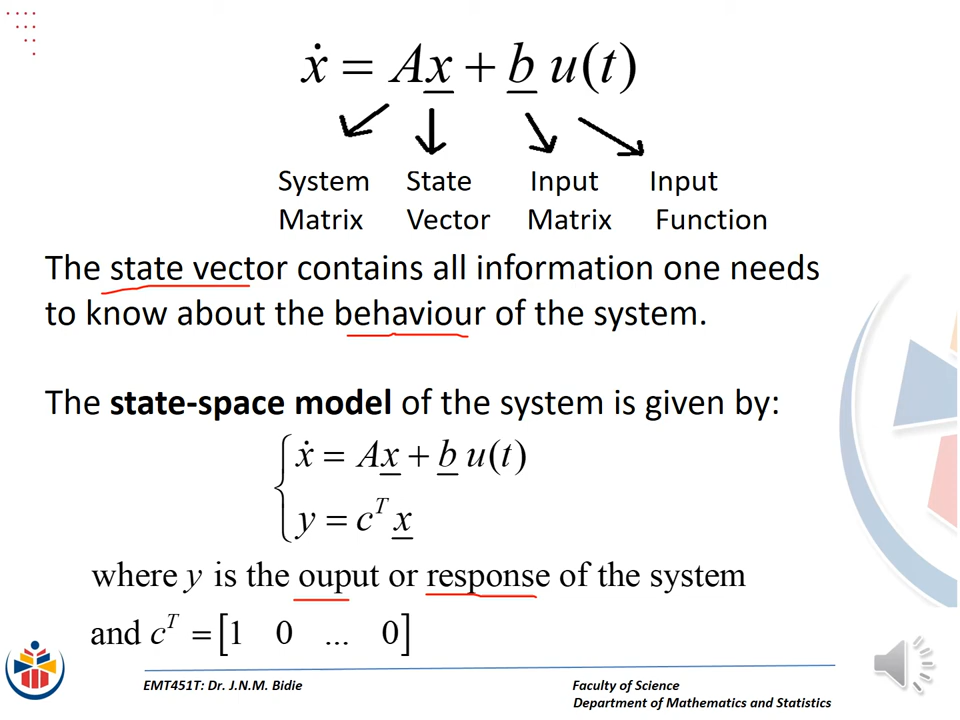 ẋ = Ax + b u(t)
System State Input Input
Matrix Vector Matrix Function
The state vector contains all information one needs
to know about the behaviour of the system.
The state-space model of the system is given by:
ẋ = Ax + b u(t)
y = cᵀ x
where y is the ouput or response of the system
and cᵀ = [1 0 ... 0]
EMT451T: Dr. J.N.M. Bidie Faculty of Science
Department of Mathematics and Statistics